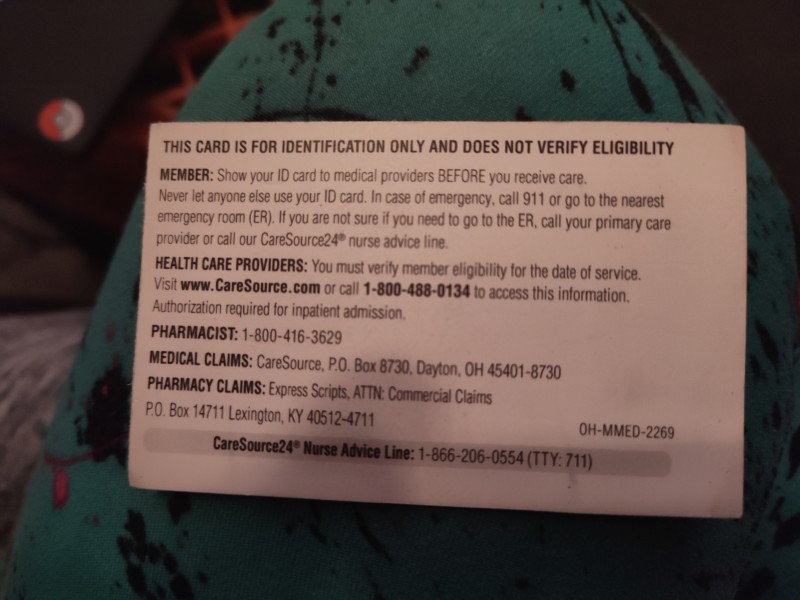 THIS CARD IS FOR IDENTIFICATION ONLY AND DOES NOT VERIFY ELIGIBILITY
MEMBER: Show your ID card to medical providers BEFORE you receive care.
Never let anyone else use your ID card. In case of emergency, call 911 or go to the nearest
emergency room (ER). If you are not sure if you need to go to the ER, call your primary care
provider or call our CareSource24® nurse advice line.
HEALTH CARE PROVIDERS: You must verify member eligibility for the date of service.
Visit www.CareSource.com or call 1-800-488-0134 to access this information.
Authorization required for inpatient admission.
PHARMACIST: 1-800-416-3629
MEDICAL CLAIMS: CareSource, P.O. Box 8730, Dayton, OH 45401-8730
PHARMACY CLAIMS: Express Scripts, ATTN: Commercial Claims
P.O. Box 14711 Lexington, KY 40512-4711
OH-MMED-2269
CareSource24® Nurse Advice Line: 1-866-206-0554 (TTY: 711)